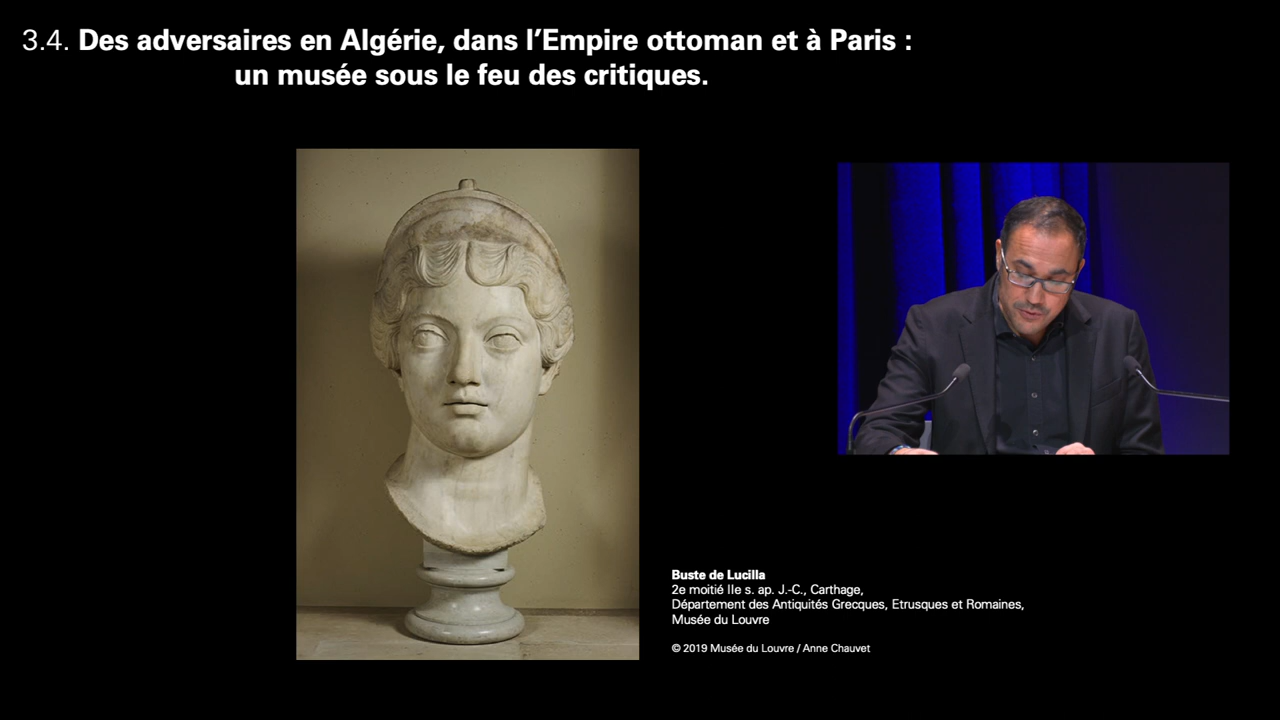 3.4. Des adversaires en Algérie, dans l'Empire ottoman et à Paris :
un musée sous le feu des critiques.
Buste de Lucilla
2e moitié IIe s. ap. J.-C., Carthage,
Département des Antiquités Grecques, Etrusques et Romaines,
Musée du Louvre
© 2019 Musée du Louvre / Anne Chauvet